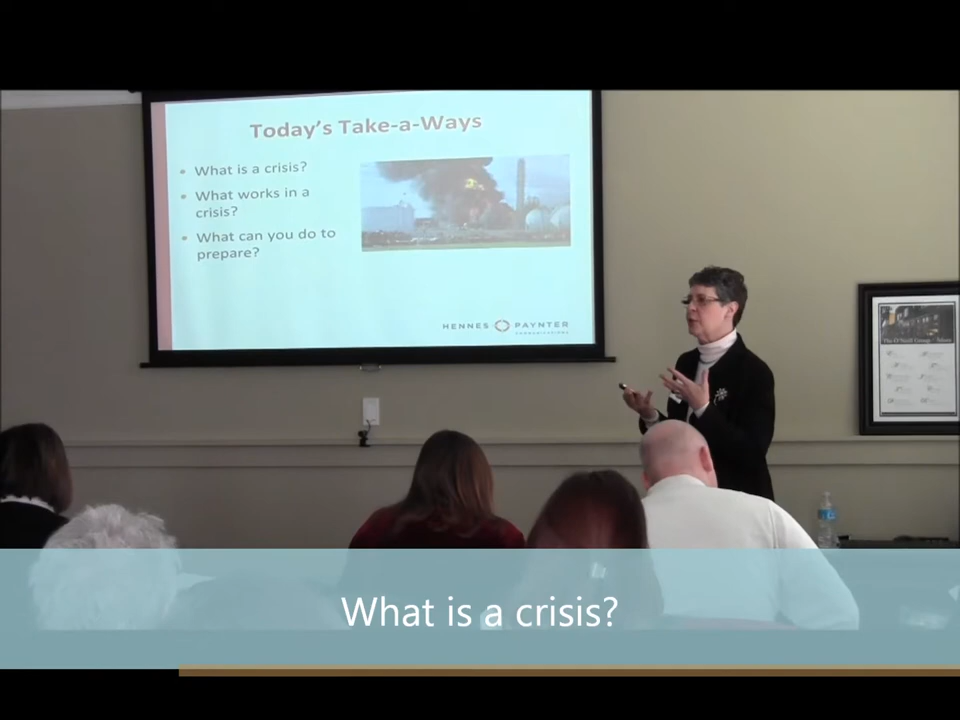 Today's Take-a-Ways
• What is a crisis?
• What works in a
crisis?
• What can you do to
prepare?
HENNES PAYNTER
COMMUNICATIONS
What is a crisis?